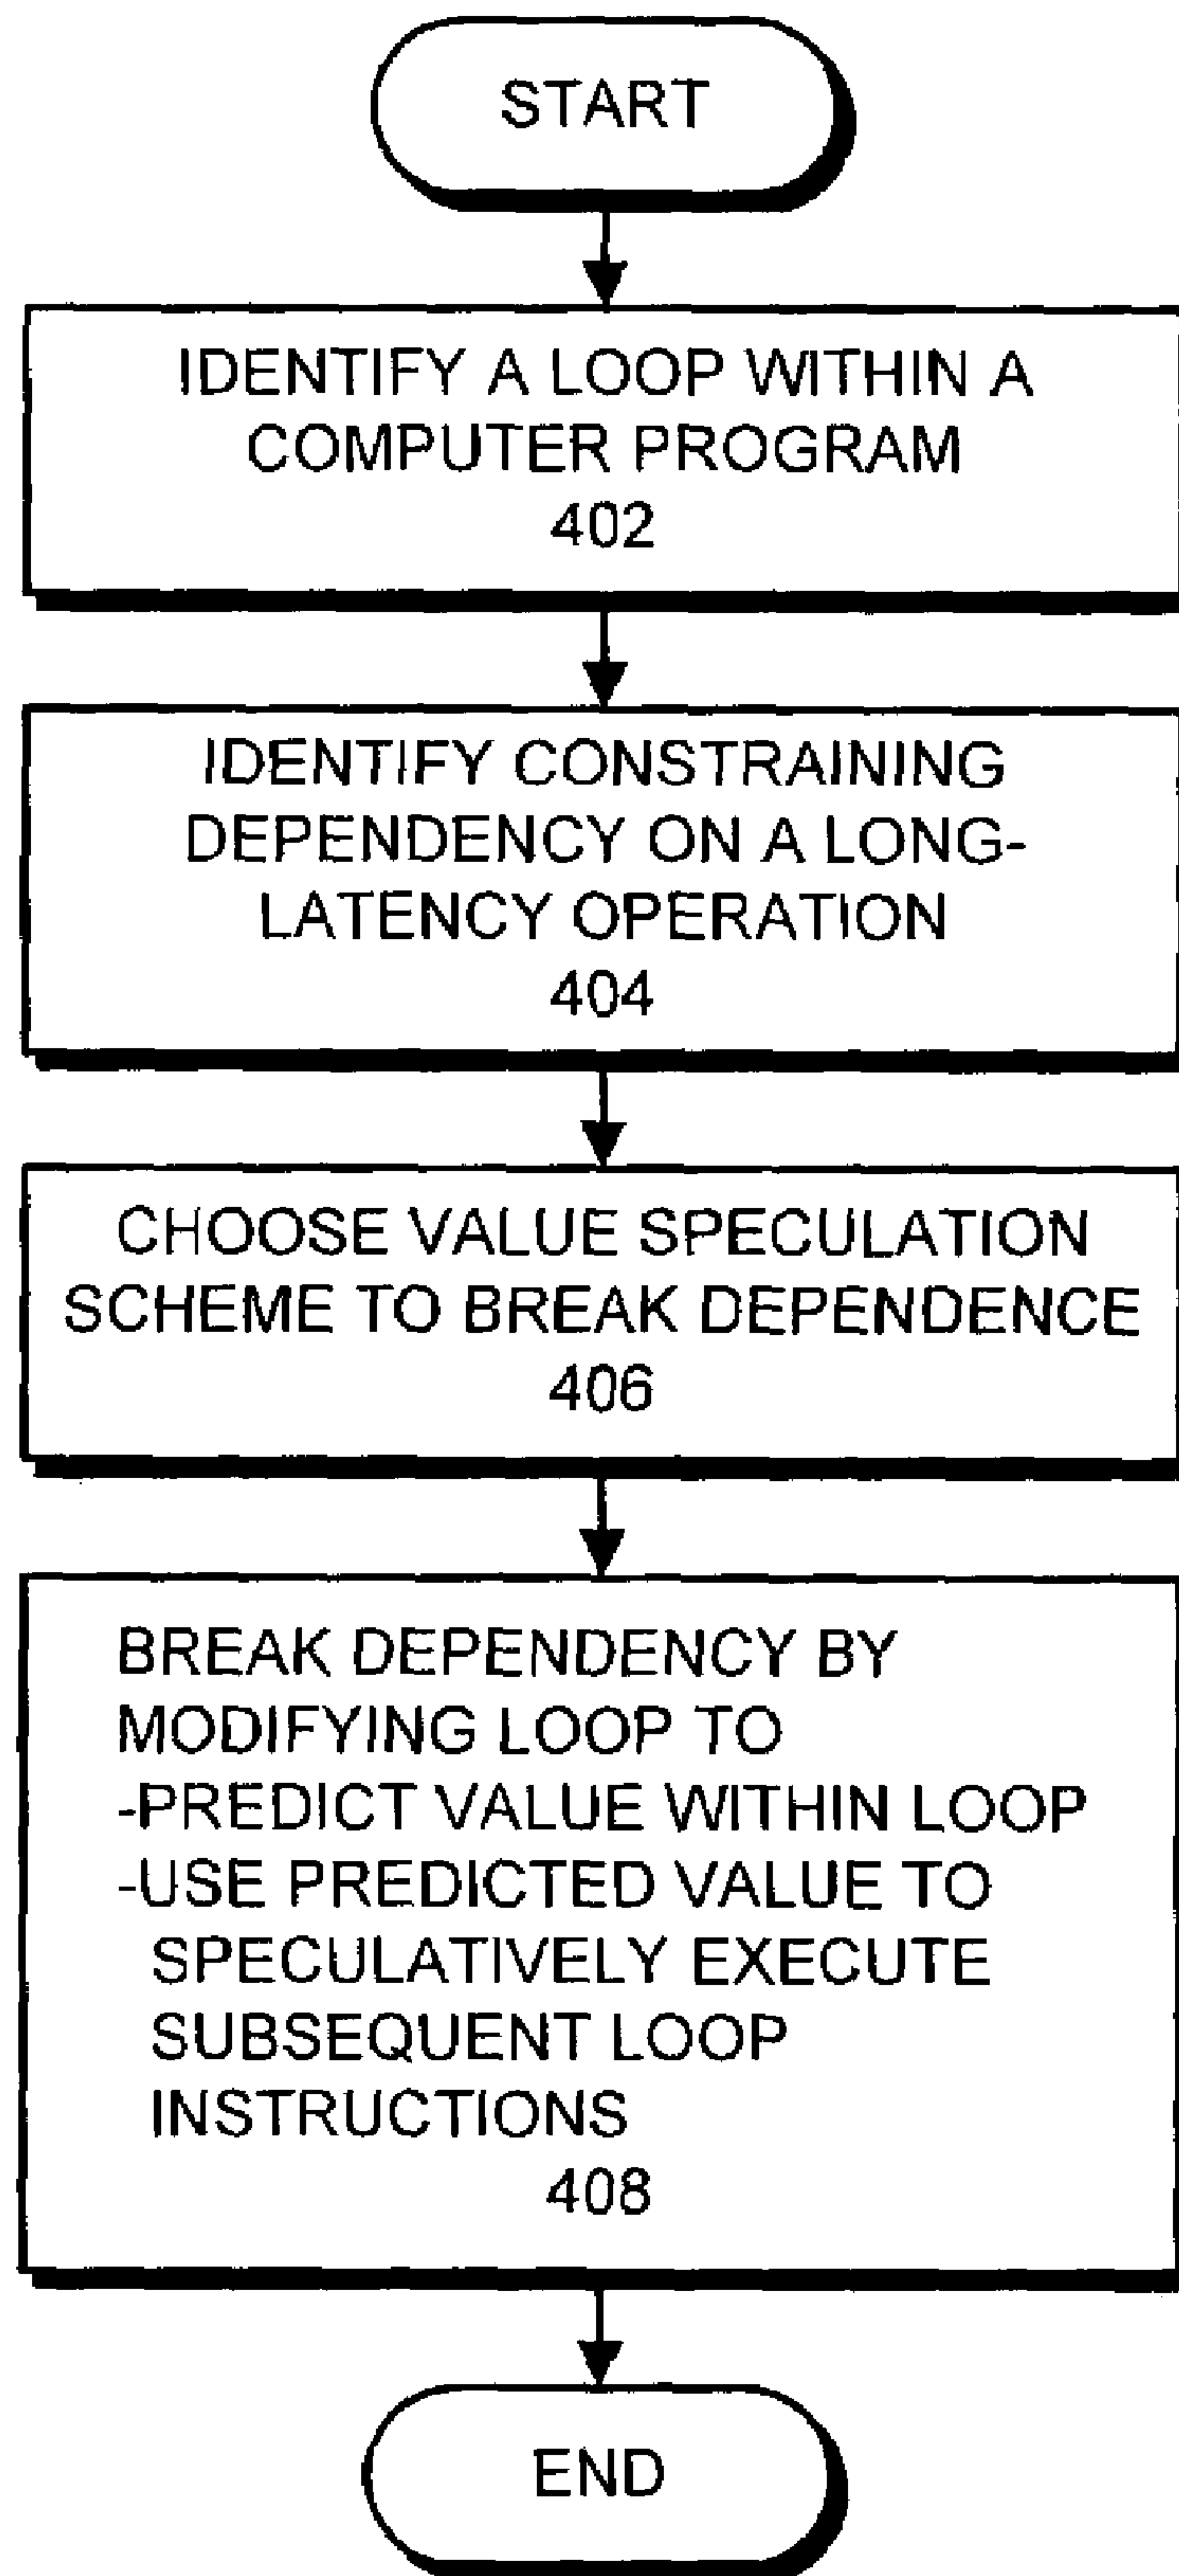 START
IDENTIFY A LOOP WITHIN A
COMPUTER PROGRAM
402
IDENTIFY CONSTRAINING
DEPENDENCY ON A LONG-
LATENCY OPERATION
404
CHOOSE VALUE SPECULATION
SCHEME TO BREAK DEPENDENCE
406
BREAK DEPENDENCY BY
MODIFYING LOOP TO
-PREDICT VALUE WITHIN LOOP
-USE PREDICTED VALUE TO
SPECULATIVELY EXECUTE
SUBSEQUENT LOOP
INSTRUCTIONS
408
END